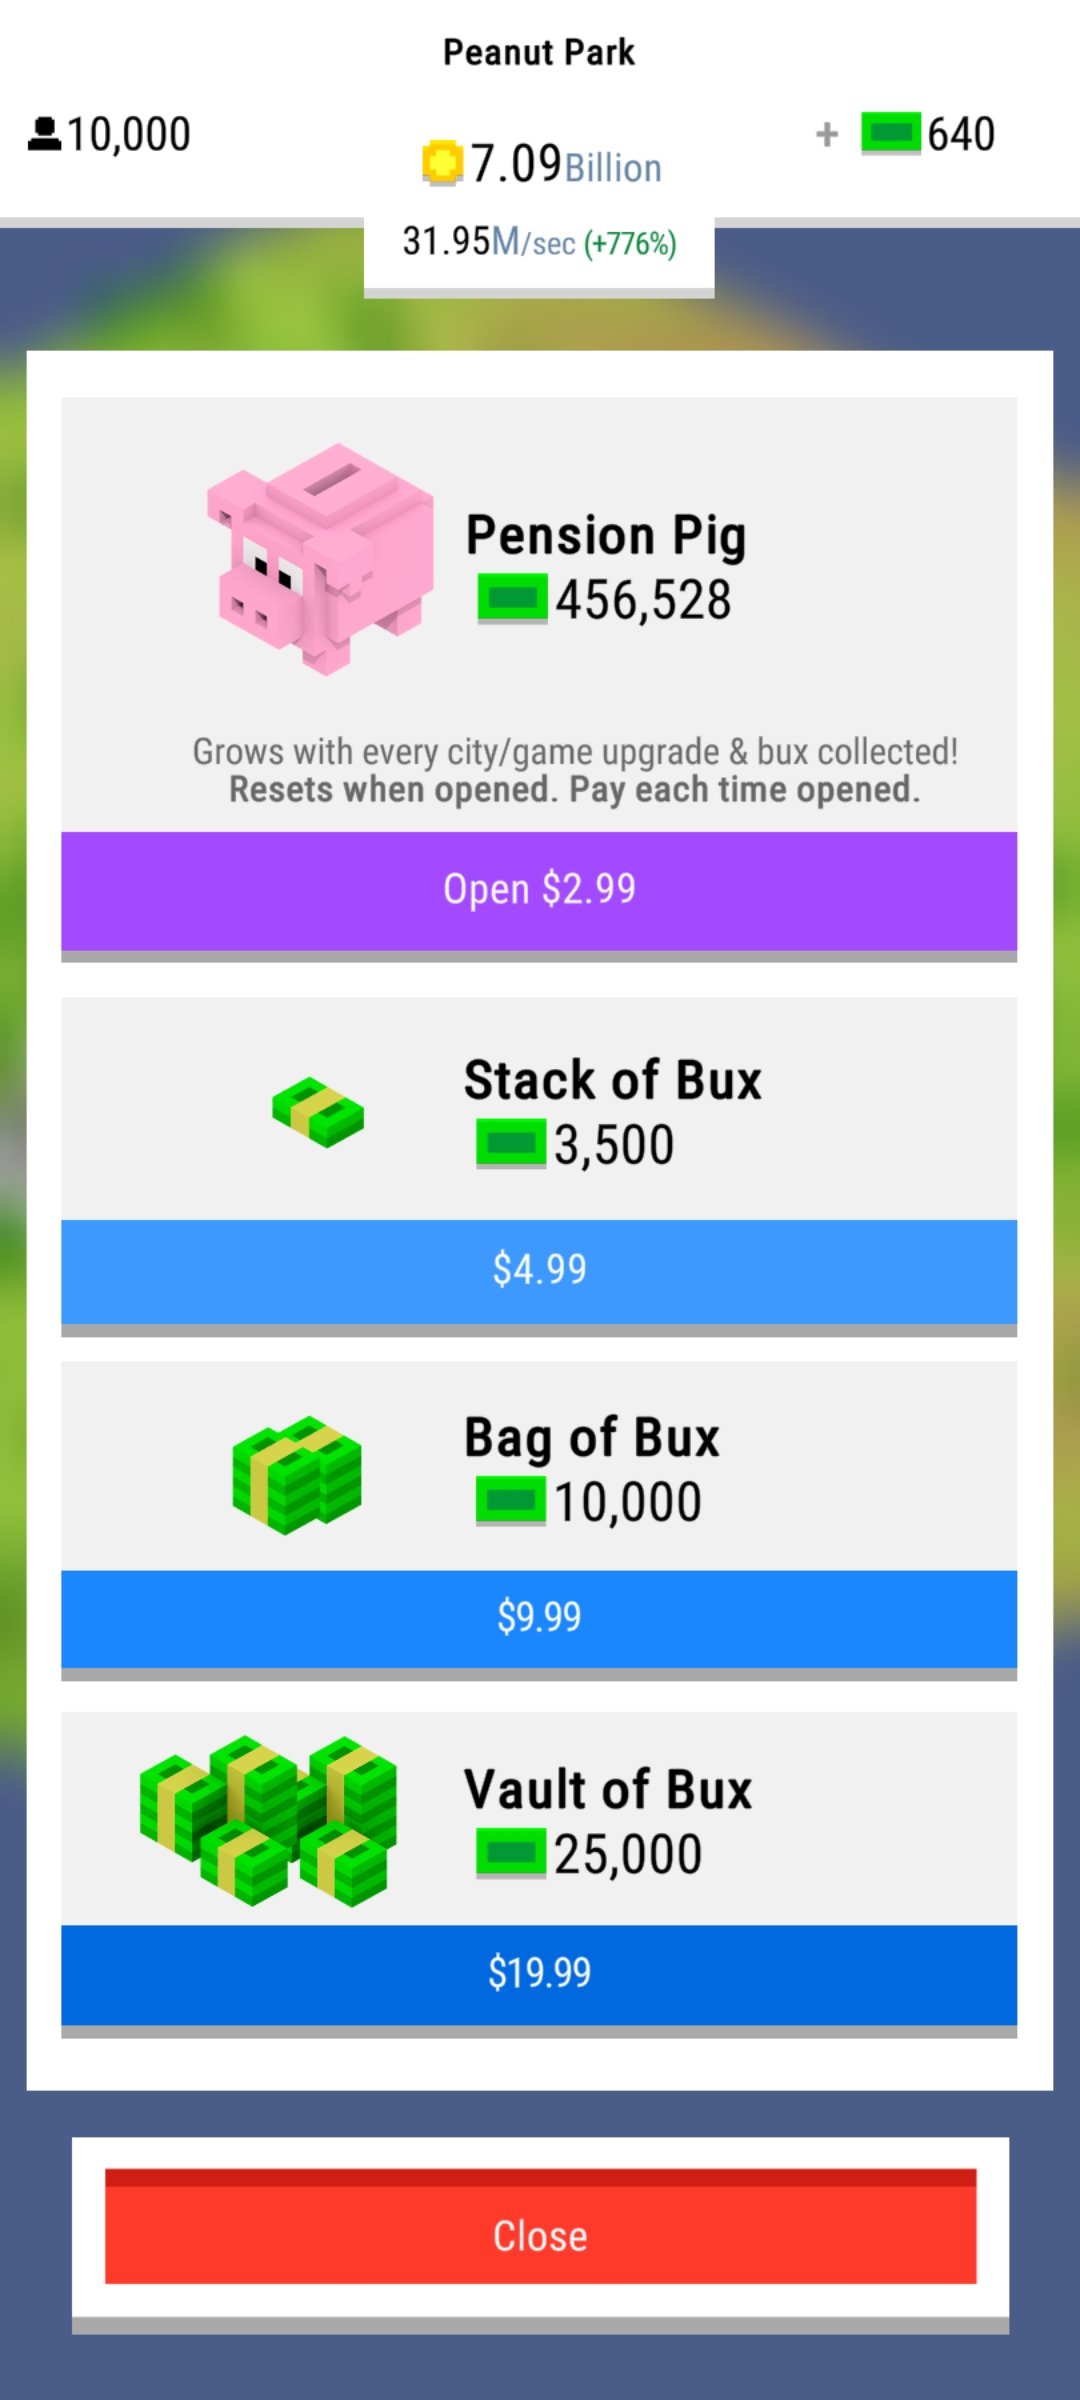 Peanut Park
10,000
7.09Billion
+ 640
31.95M/sec (+776%)
Pension Pig
456,528
Grows with every city/game upgrade & bux collected!
Resets when opened. Pay each time opened.
Open $2.99
Stack of Bux
3,500
$4.99
Bag of Bux
10,000
$9.99
Vault of Bux
25,000
$19.99
Close